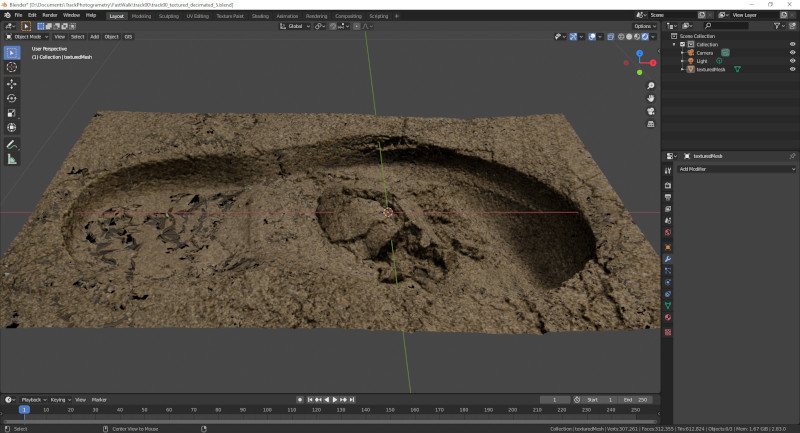 Blender* [D:\Documents\TrackPhotogrametry\FastWalk\track00\track00_textured_decimated_5.blend]
File Edit Render Window Help Layout Modeling Sculpting UV Editing Texture Paint Shading Animation Rendering Compositing Scripting + Scene View Layer
Global Options
Object Mode View Select Add Object GIS
User Perspective
(1) Collection | texturedMesh
Scene Collection
Collection
Camera
Light
texturedMesh
texturedMesh
Add Modifier
Playback Keying View Marker 1 Start 1 End 250
1 10 20 30 40 50 60 70 80 90 100 110 120 130 140 150 160 170 180 190 200 210 220 230 240 250
Select Center View to Mouse Collection | texturedMesh | Verts:307,261 | Faces:312,355 | Tris:612,824 | Objects:0/3 | Mem: 1.67 GiB | 2.83.0